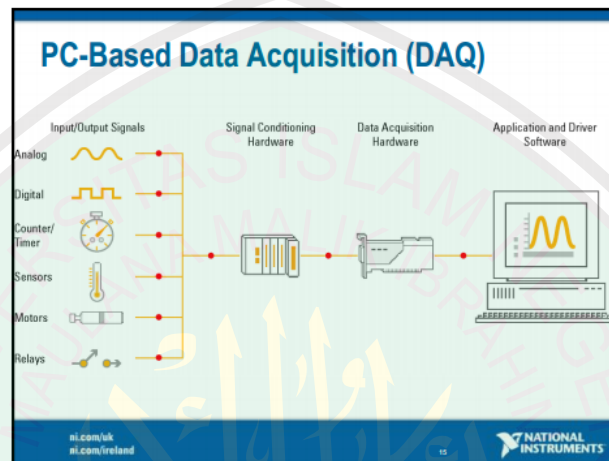 PC-Based Data Acquisition (DAQ)
Input/Output Signals
Signal Conditioning
Hardware
Data Acquisition
Hardware
Application and Driver
Software
Analog
Digital
Counter/
Timer
Sensors
Motors
Relays
ni.com/uk
ni.com/ireland
15
NATIONAL
INSTRUMENTS